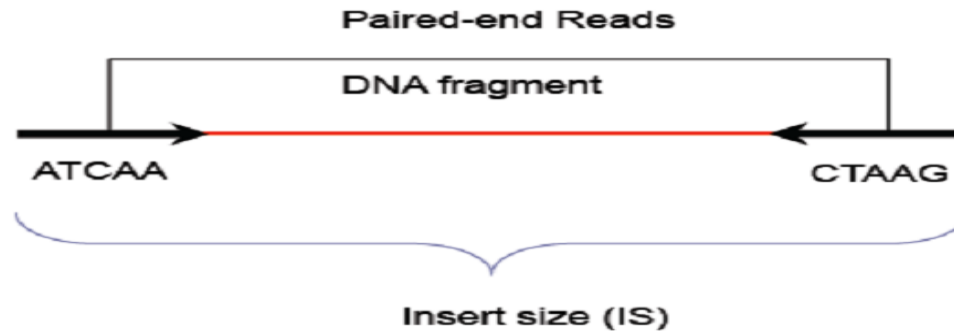 Paired-end Reads
DNA fragment
ATCAA
CTAAG
Insert size (IS)